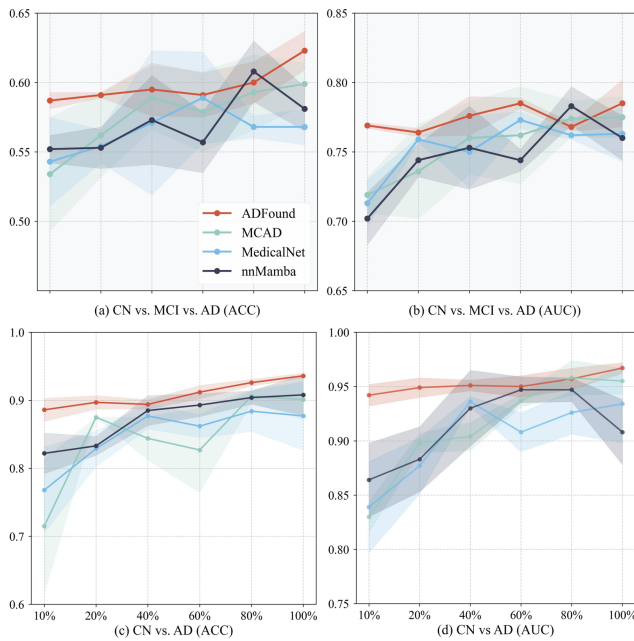 0.65
0.60
0.55
0.50
ADFound
MCAD
MedicalNet
nnMamba
(a) CN vs. MCI vs. AD (ACC)
0.85
0.80
0.75
0.70
0.65
(b) CN vs. MCI vs. AD (AUC))
1.0
0.9
0.8
0.7
0.6
10% 20% 40% 60% 80% 100%
(c) CN vs. AD (ACC)
1.00
0.95
0.90
0.85
0.80
0.75
10% 20% 40% 60% 80% 100%
(d) CN vs AD (AUC)